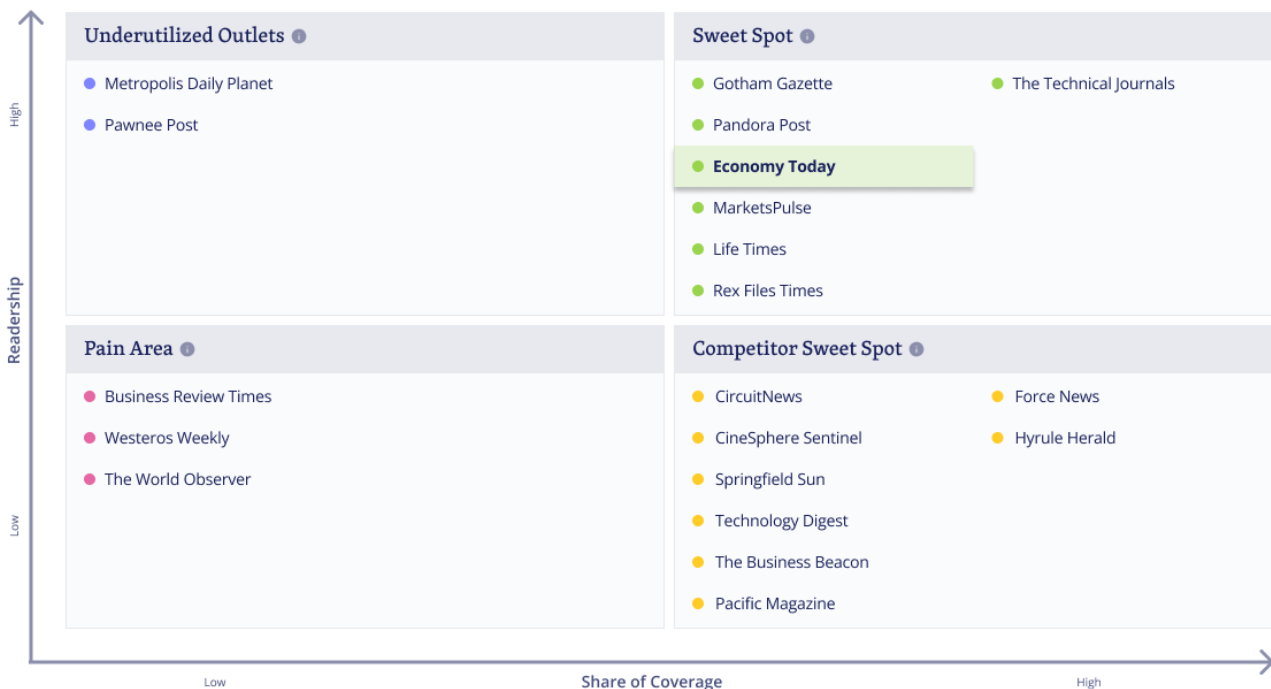 Underutilized Outlets
Metropolis Daily Planet
Pawnee Post
Sweet Spot
Gotham Gazette
Pandora Post
Economy Today
MarketsPulse
Life Times
Rex Files Times
The Technical Journals
Pain Area
Business Review Times
Westeros Weekly
The World Observer
Competitor Sweet Spot
CircuitNews
CineSphere Sentinel
Springfield Sun
Technology Digest
The Business Beacon
Pacific Magazine
Force News
Hyrule Herald
High
Readership
Low
Low
Share of Coverage
High